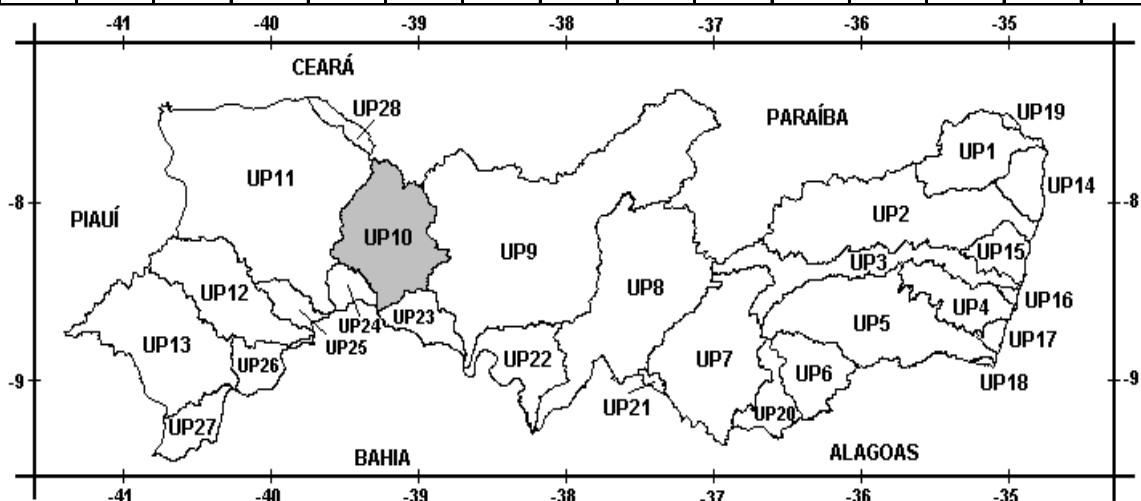 -41 -40 -39 -38 -37 -36 -35
CEARÁ
UP28
PARAÍBA
UP19
UP1
UP11
UP14
-8
-8
PIAUÍ
UP10
UP2
UP9
UP15
UP3
UP8
UP12
UP16
UP4
UP24
UP23
UP5
UP25
UP17
UP13
UP22
UP7
UP26
UP6
-9
-9
UP18
UP21
UP20
UP27
BAHIA
ALAGOAS
-41 -40 -39 -38 -37 -36 -35